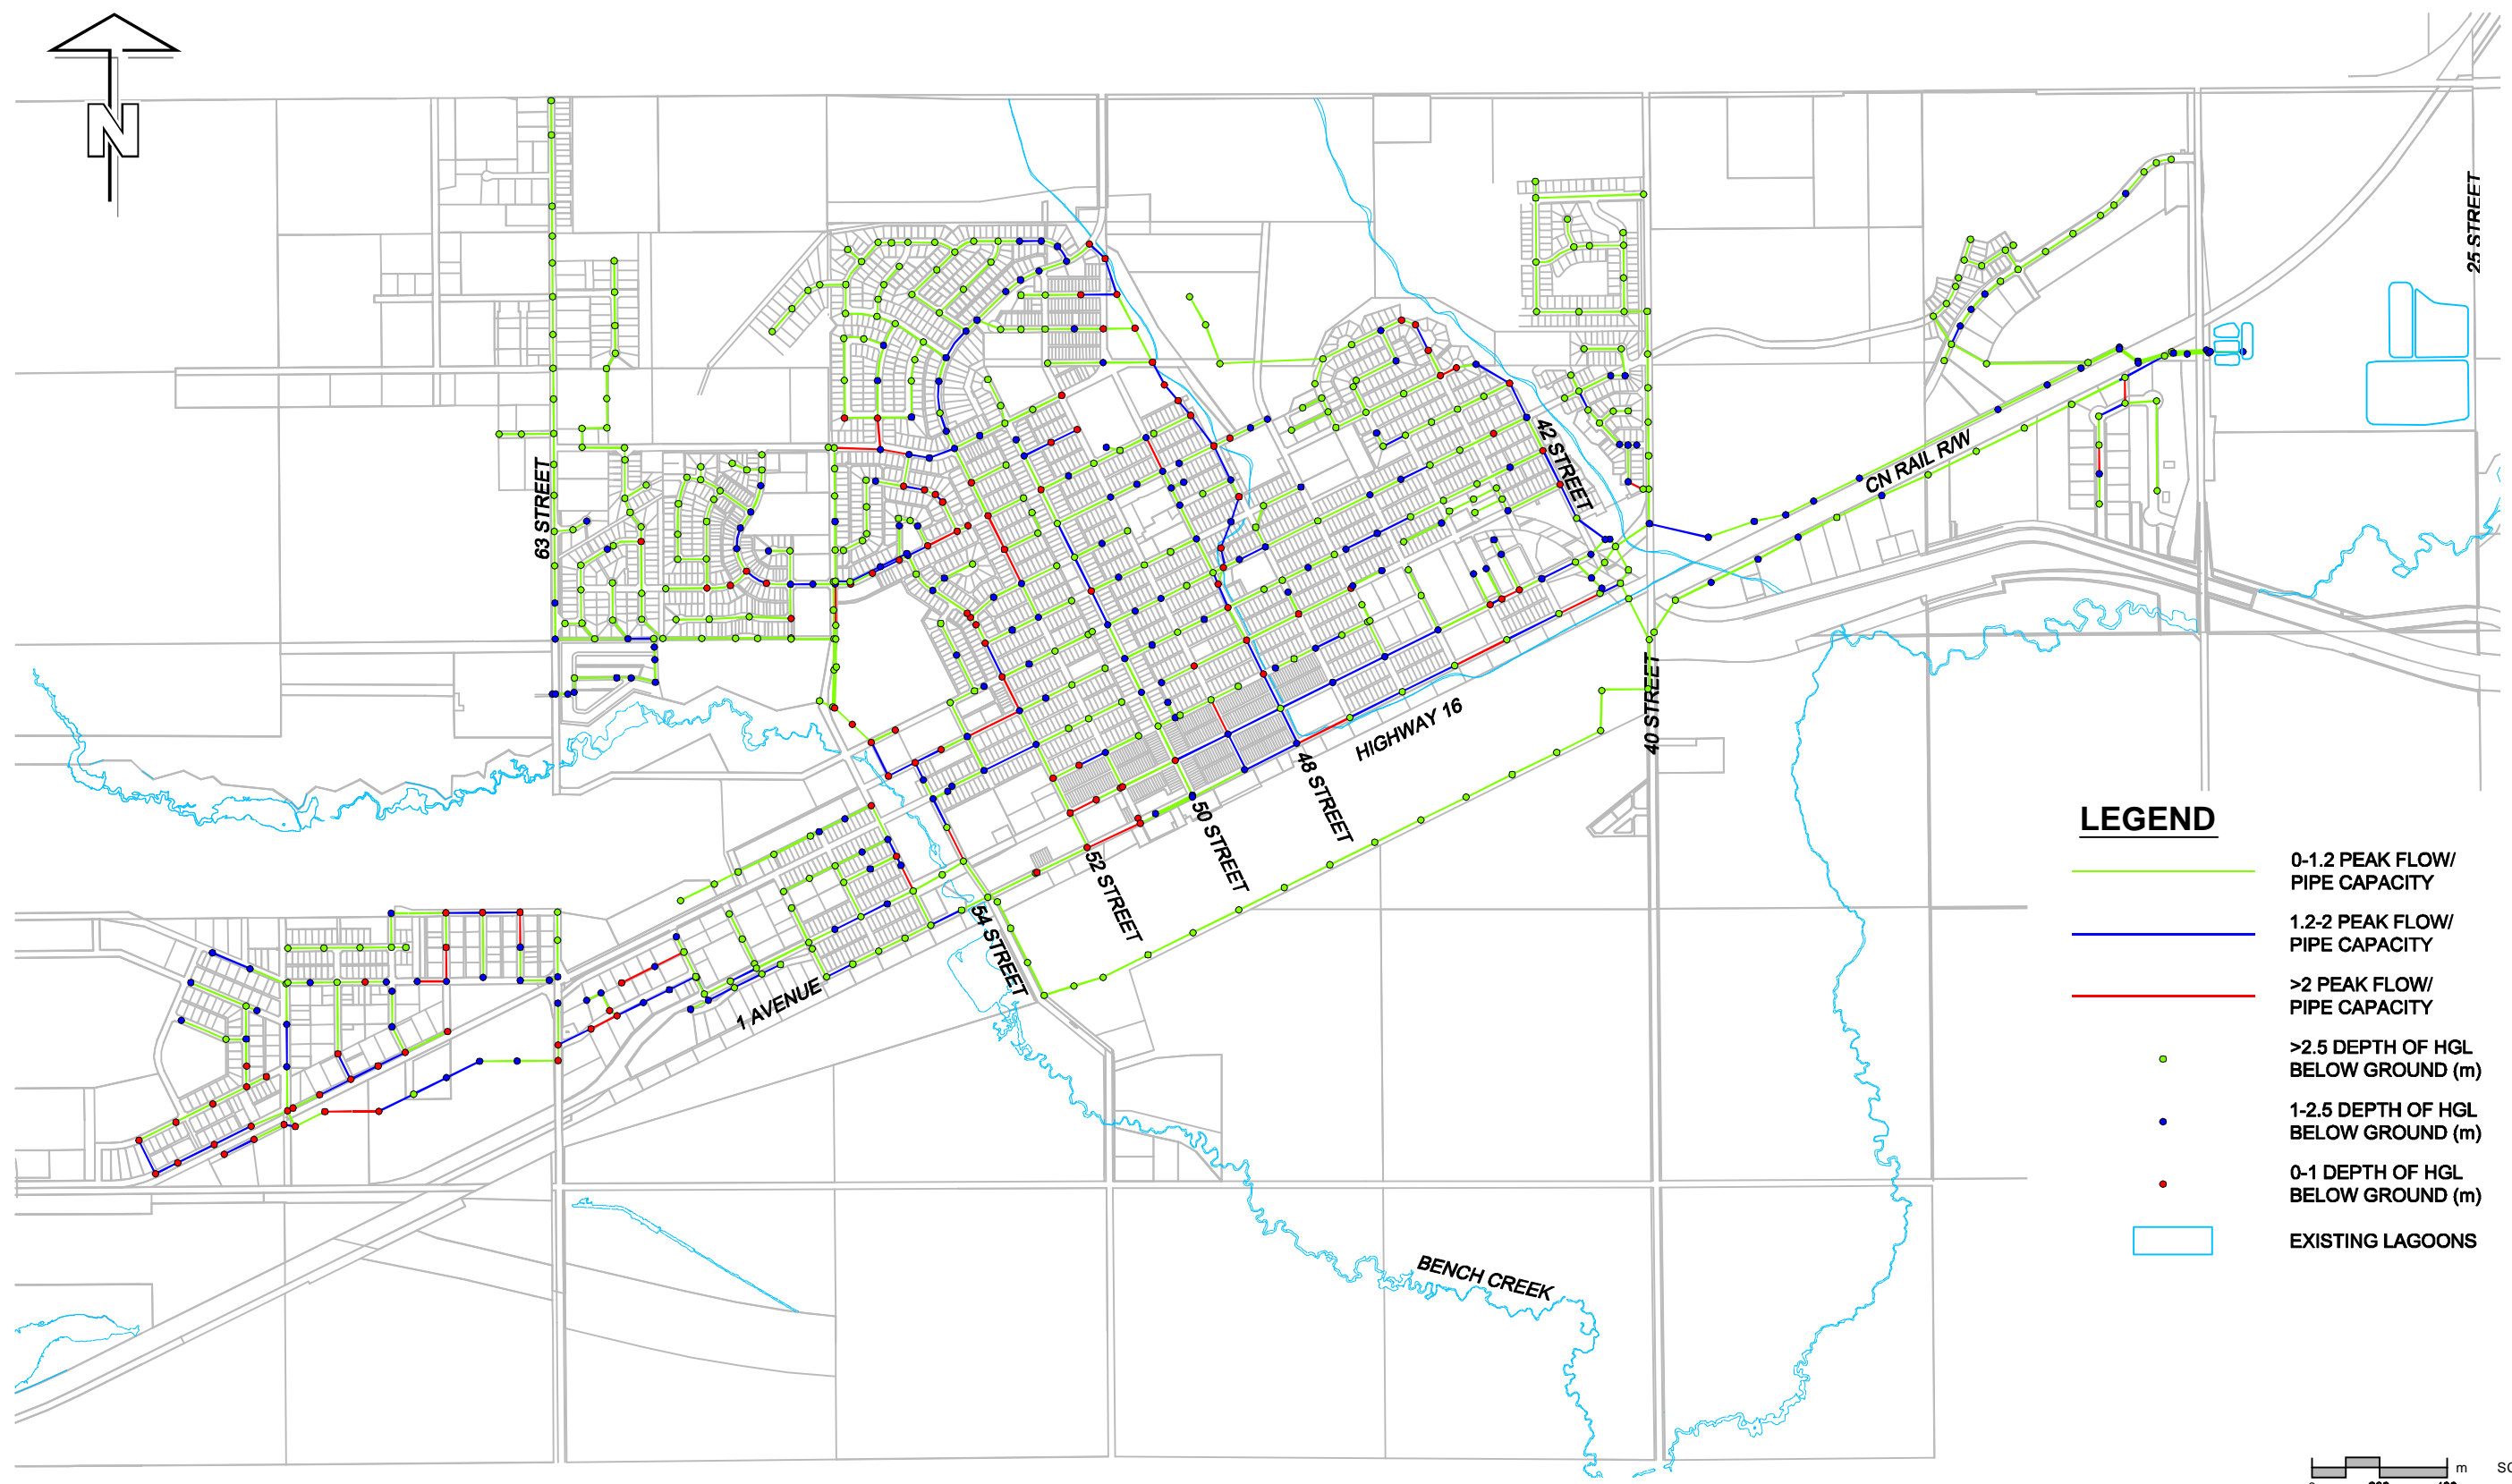 N
25 STREET
42 STREET
CN RAIL R/W
63 STREET
40 STREET
HIGHWAY 16
48 STREET
50 STREET
52 STREET
54 STREET
1 AVENUE
BENCH CREEK
LEGEND
0-1.2 PEAK FLOW/
PIPE CAPACITY
1.2-2 PEAK FLOW/
PIPE CAPACITY
>2 PEAK FLOW/
PIPE CAPACITY
>2.5 DEPTH OF HGL
BELOW GROUND (m)
1-2.5 DEPTH OF HGL
BELOW GROUND (m)
0-1 DEPTH OF HGL
BELOW GROUND (m)
EXISTING LAGOONS
m